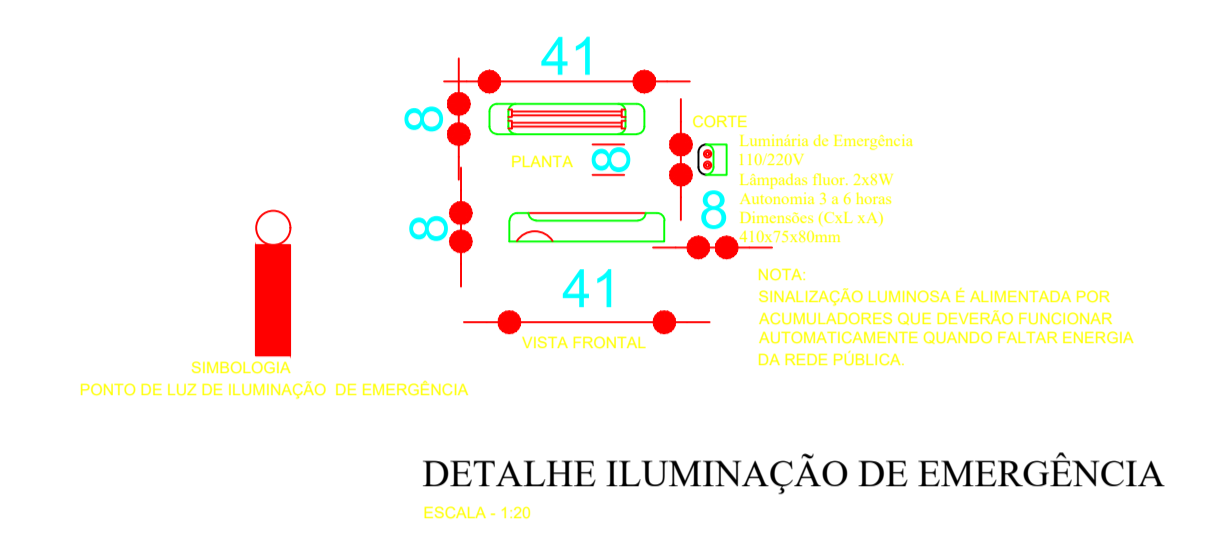 41
8
CORTE
Luminária de Emergência
110/220V
Lâmpadas fluor. 2x8W
Autonomia 3 a 6 horas
Dimensões (CxL xA)
410x75x80mm
PLANTA
8
8
8
41
VISTA FRONTAL
NOTA:
SINALIZAÇÃO LUMINOSA É ALIMENTADA POR
ACUMULADORES QUE DEVERÃO FUNCIONAR
AUTOMATICAMENTE QUANDO FALTAR ENERGIA
DA REDE PÚBLICA.
SIMBOLOGIA
PONTO DE LUZ DE ILUMINAÇÃO DE EMERGÊNCIA
DETALHE ILUMINAÇÃO DE EMERGÊNCIA
ESCALA - 1:20